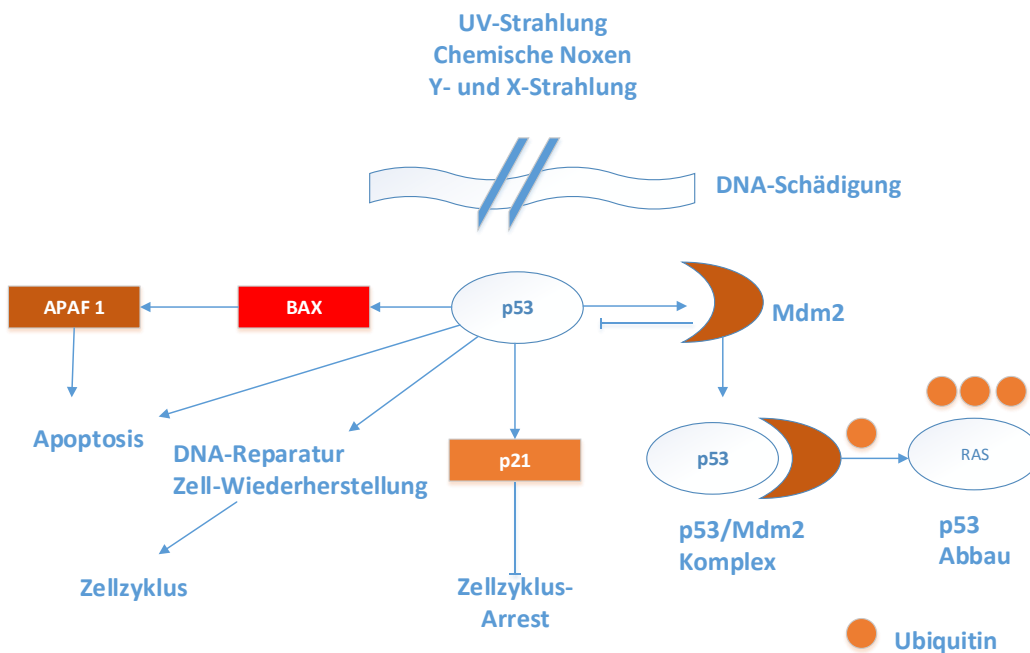 UV-Strahlung
Chemische Noxen
Y- und X-Strahlung
DNA-Schädigung
APAF 1
BAX
p53
Mdm2
Apoptosis
DNA-Reparatur
Zell-Wiederherstellung
p21
p53
RAS
p53/Mdm2
Komplex
p53
Abbau
Zellzyklus
Zellzyklus-
Arrest
Ubiquitin